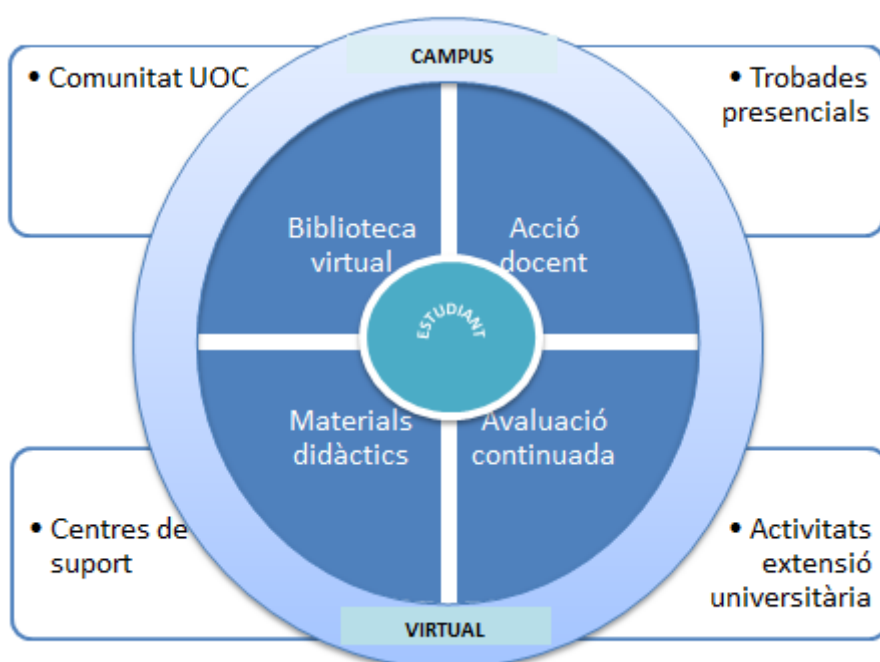 CAMPUS
• Comunitat UOC
• Trobades
presencials
Biblioteca
virtual
Acció
docent
ESTUDIANT
Materials
didàctics
Avaluació
continuada
• Centres de
suport
• Activitats
extensió
universitària
VIRTUAL